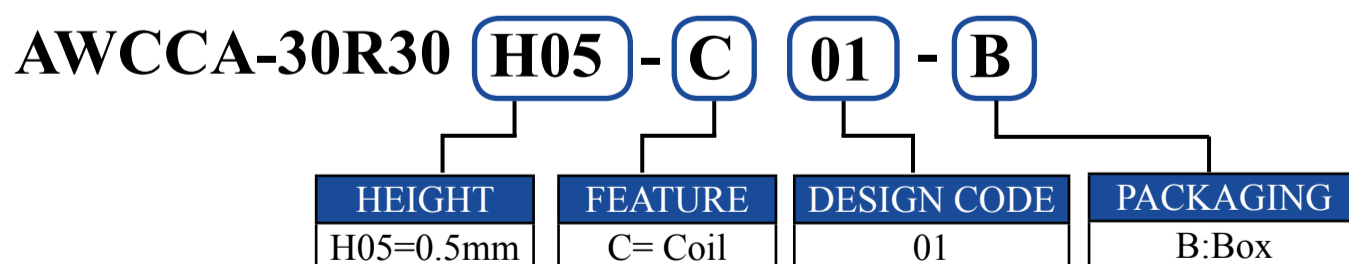 AWCCA-30R30 H05 - C 01 - B
HEIGHT FEATURE DESIGN CODE PACKAGING
H05=0.5mm C= Coil 01 B:Box